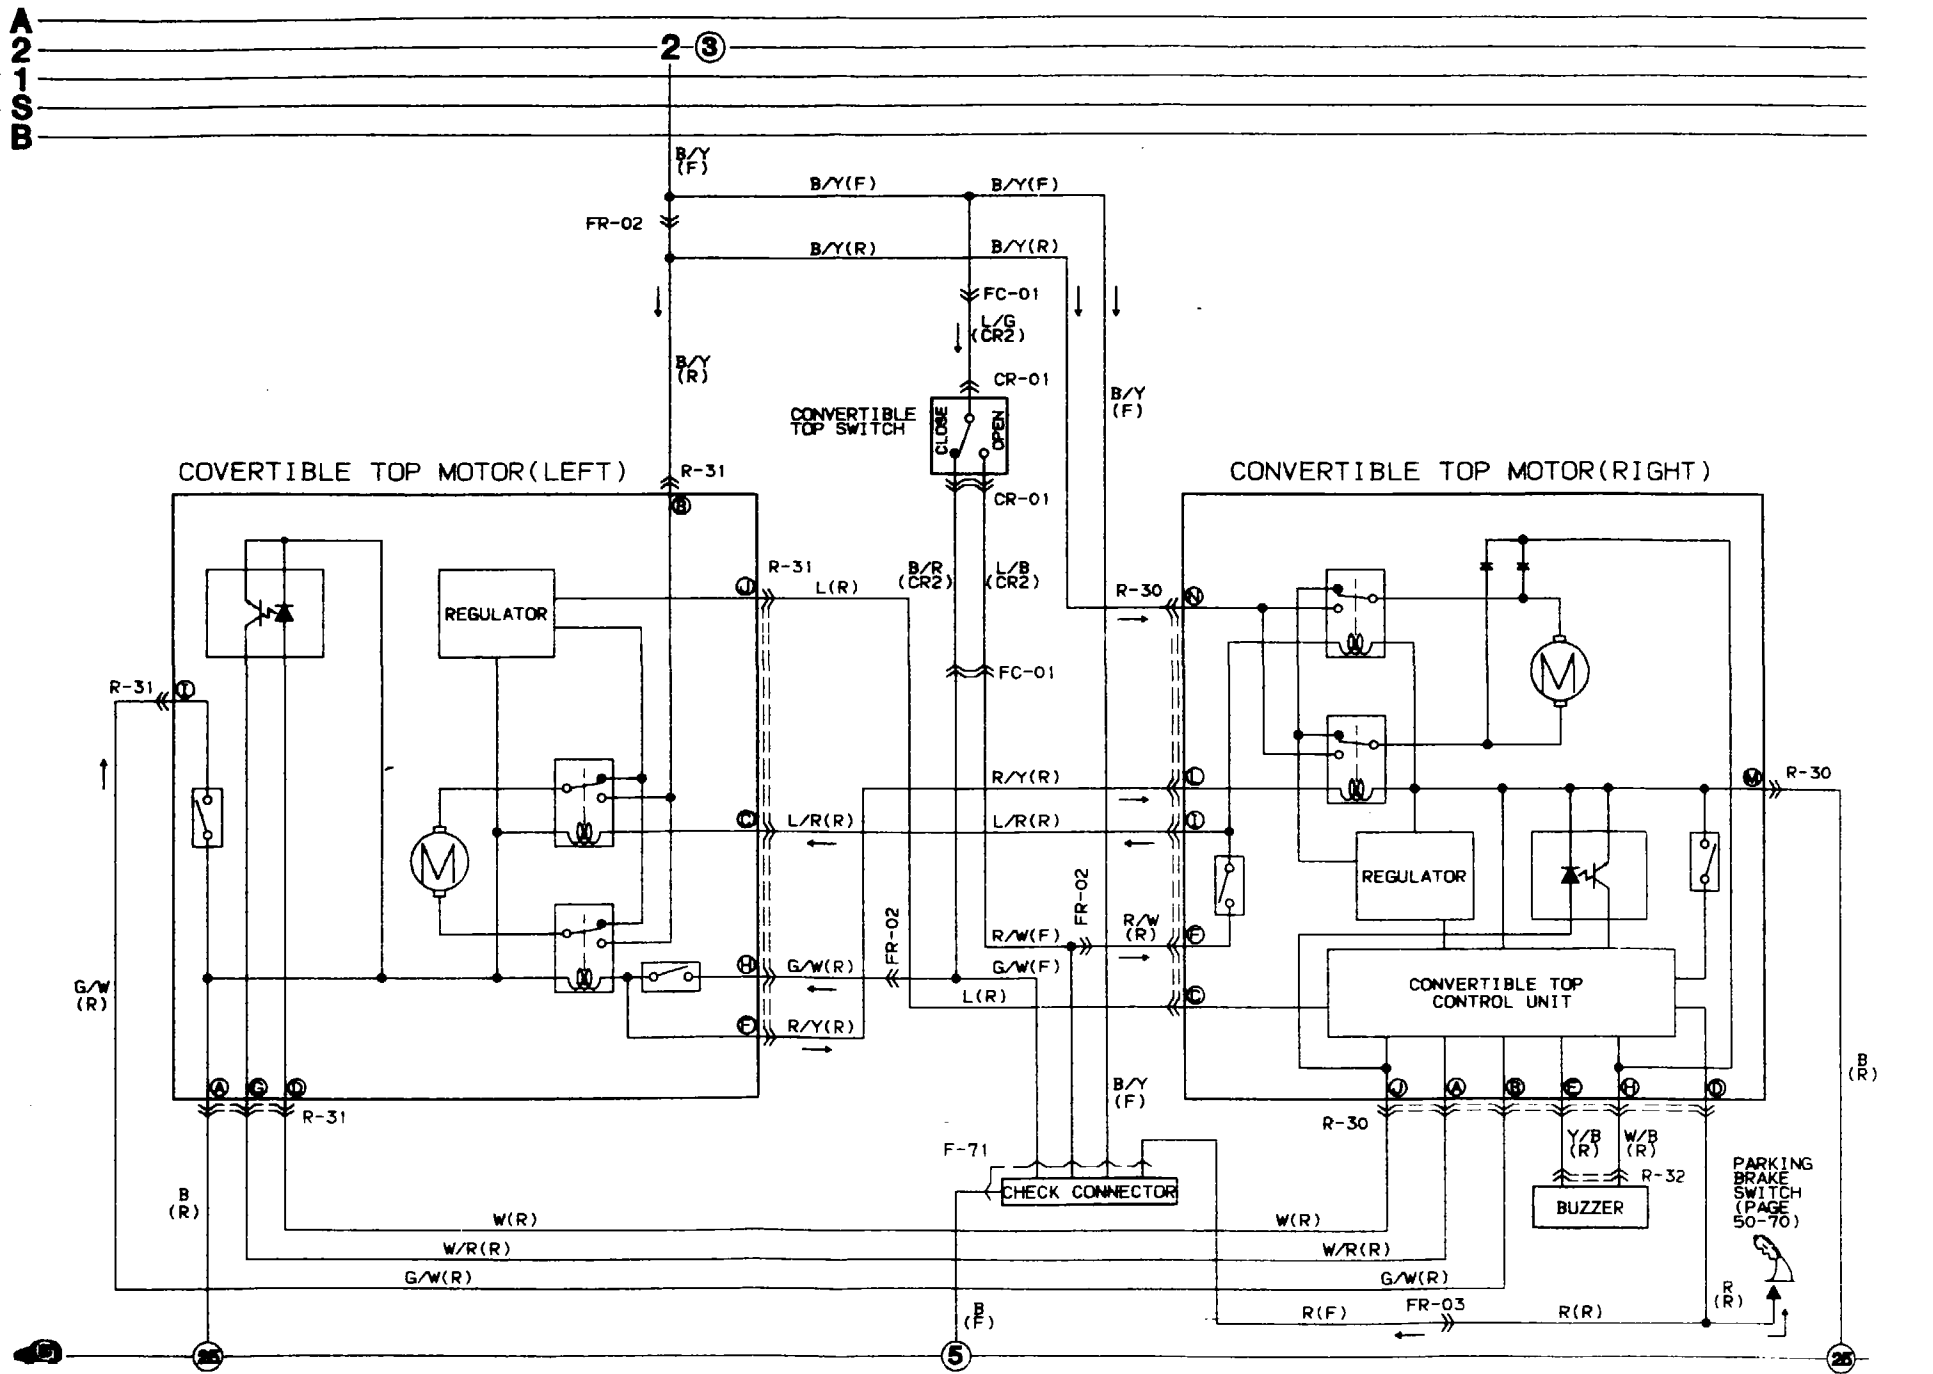 A
2
1
S
B
2 3
B/Y
(F)
B/Y(F)
B/Y(F)
FR-02
B/Y(R)
B/Y(R)
FC-01
L/G
(CR2)
B/Y
(R)
CR-01
B/Y
(F)
CONVERTIBLE
TOP SWITCH
CLOSE
OPEN
CR-01
COVERTIBLE TOP MOTOR(LEFT)
R-31
B
CONVERTIBLE TOP MOTOR(RIGHT)
REGULATOR
J
R-31
L(R)
B/R
(CR2)
L/B
(CR2)
R-30
N
M
R-31
I
FC-01
R/Y(R)
L
M
R-30
C
L/R(R)
L/R(R)
I
M
REGULATOR
FR-02
FR-02
R/W(F)
R/W
(R)
F
H
G/W(R)
G/W(F)
L(R)
C
CONVERTIBLE TOP
CONTROL UNIT
G/W
(R)
F
R/Y(R)
B
(R)
A
G
D
R-31
B/Y
(F)
J
A
B
E
H
D
R-30
Y/B
(R)
W/B
(R)
R-32
BUZZER
F-71
CHECK CONNECTOR
PARKING
BRAKE
SWITCH
(PAGE
50-70)
B
(R)
W(R)
W(R)
W/R(R)
W/R(R)
G/W(R)
G/W(R)
B
(F)
R(F)
FR-03
R(R)
R
(R)
5
25